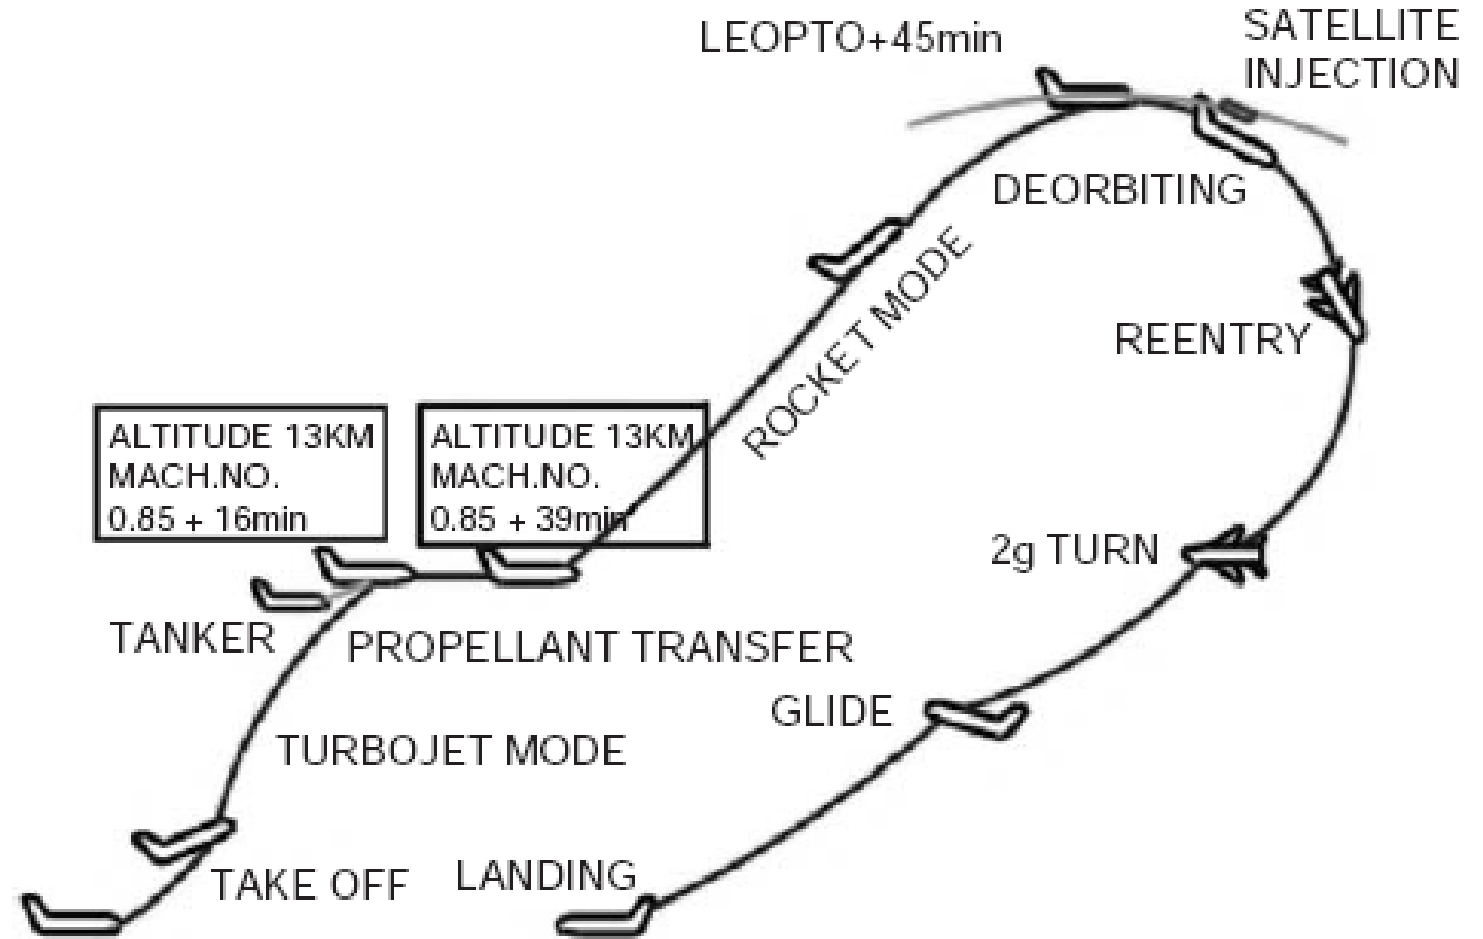 LEOPTO+45min
SATELLITE
INJECTION
DEORBITING
ROCKET MODE
REENTRY
ALTITUDE 13KM
MACH.NO.
0.85 + 16min
ALTITUDE 13KM
MACH.NO.
0.85 + 39min
2g TURN
TANKER
PROPELLANT TRANSFER
GLIDE
TURBOJET MODE
TAKE OFF
LANDING